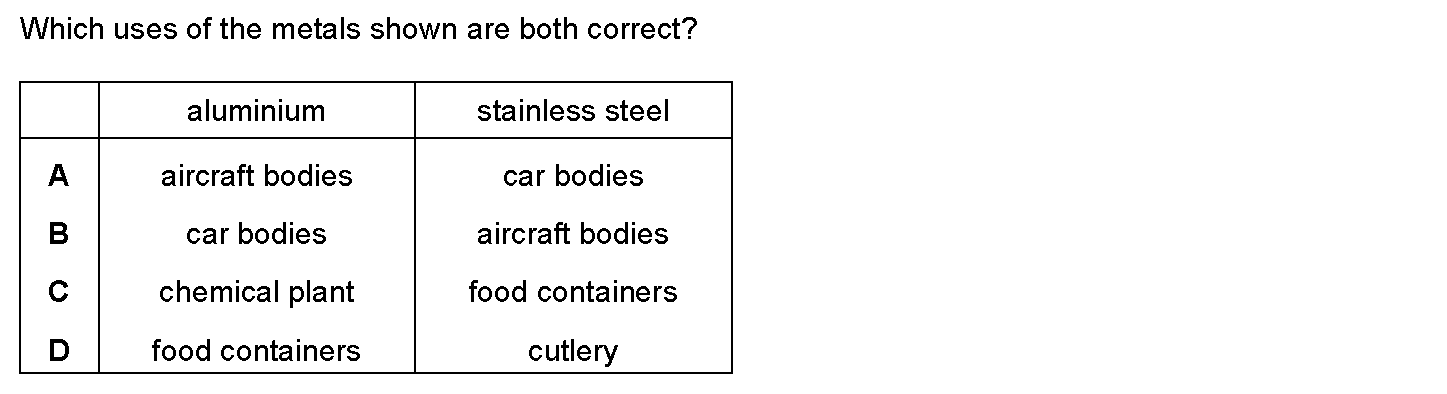 Which uses of the metals shown are both correct?
aluminium stainless steel
A aircraft bodies car bodies
B car bodies aircraft bodies
C chemical plant food containers
D food containers cutlery